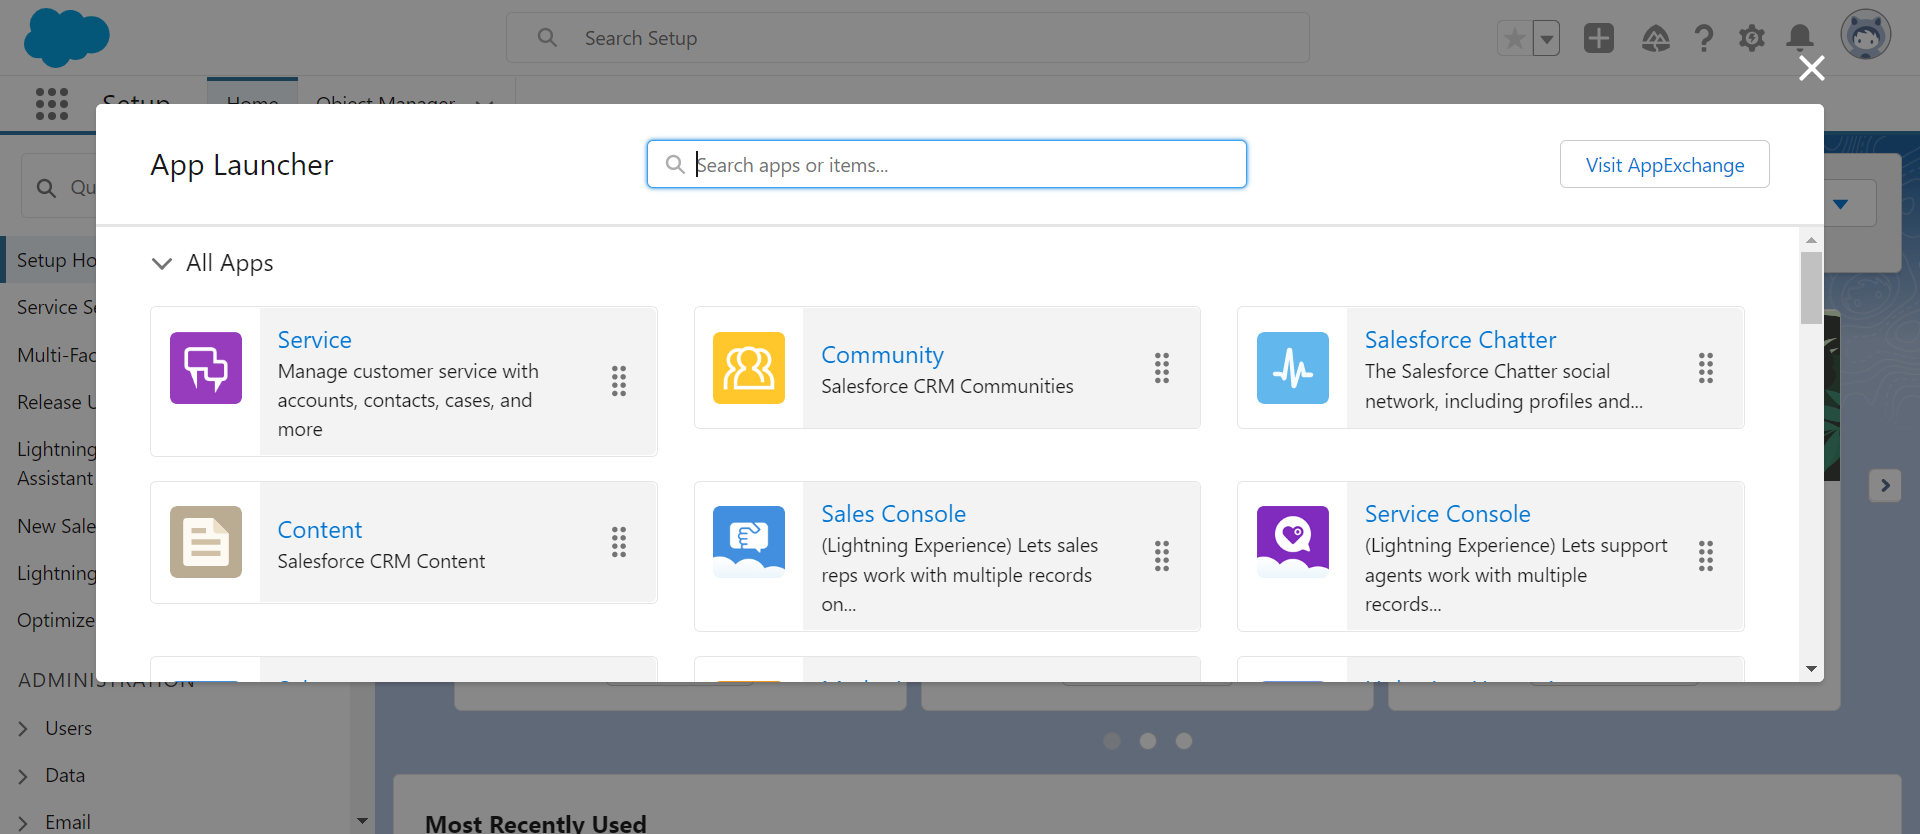 Search Setup
Setup
Home
Object Manager
App Launcher
Search apps or items...
Visit AppExchange
Qu
All Apps
Setup Ho
Service Se
Multi-Fac
Release U
Lightning
Assistant
New Sale
Lightning
Optimize
Service
Manage customer service with
accounts, contacts, cases, and
more
Community
Salesforce CRM Communities
Salesforce Chatter
The Salesforce Chatter social
network, including profiles and...
Content
Salesforce CRM Content
Sales Console
(Lightning Experience) Lets sales
reps work with multiple records
on...
Service Console
(Lightning Experience) Lets support
agents work with multiple
records...
ADMINISTRATION
Users
Data
Email
Most Recently Used